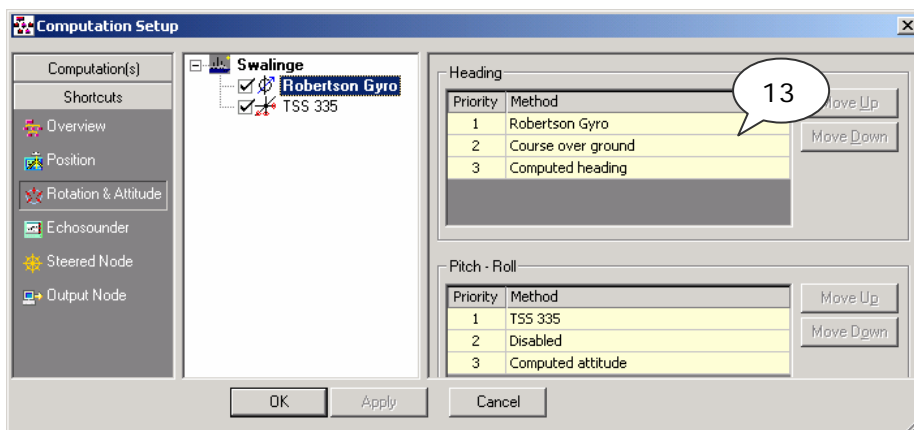 Computation Setup
Computation(s)
Shortcuts
Overview
Position
Rotation & Attitude
Echosounder
Steered Node
Output Node
Swalinge
Robertson Gyro
TSS 335
Heading
Priority Method
1 Robertson Gyro
2 Course over ground
3 Computed heading
13
Move Up
Move Down
Pitch - Roll
Priority Method
1 TSS 335
2 Disabled
3 Computed attitude
Move Up
Move Down
OK Apply Cancel